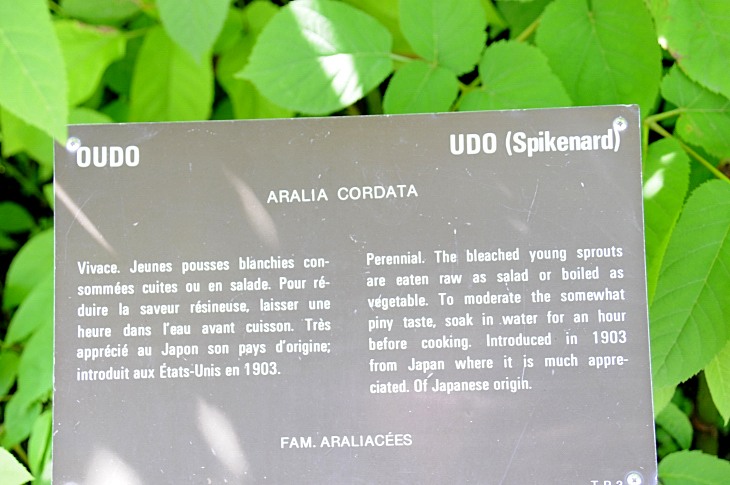 OUDO
UDO (Spikenard)
ARALIA CORDATA
Vivace. Jeunes pousses blanchies con-
sommées cuites ou en salade. Pour ré-
duire la saveur résineuse, laisser une
heure dans l'eau avant cuisson. Très
apprécié au Japon son pays d'origine;
introduit aux États-Unis en 1903.
Perennial. The bleached young sprouts
are eaten raw as salad or boiled as
végetable. To moderate the somewhat
piny taste, soak in water for an hour
before cooking. Introduced in 1903
from Japan where it is much appre-
ciated. Of Japanese origin.
FAM. ARALIACÉES